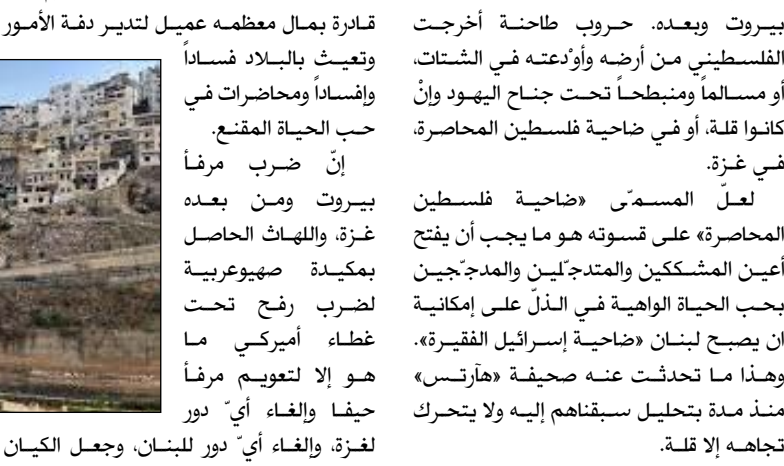 بيروت وبعده. حروب طاحنة أخرجت
الفلسطيني من أرضه وأودعته في الشتات،
أو مسالماً ومنبطحاً تحت جناح اليهود وإنْ
كانوا قلة، أو في ضاحية فلسطين المحاصرة،
في غزة.
لعلّ المسمّى «ضاحية فلسطين
المحاصرة» على قسوته هو ما يجب أن يفتح
أعين المشككين والمتدجّلين والمدجّجين
بحب الحياة الواهية في الذلّ على إمكانية
ان يصبح لبنان «ضاحية إسرائيل الفقيرة».
وهذا ما تحدثت عنه صحيفة «هآرتس»
منذ مدة بتحليل سبقناهم إليه ولا يتحرك
تجاهه إلا قلة.
قادرة بمال معظمه عميل لتدير دفة الأمور
وتعيث بالبلاد فساداً
وإفساداً ومحاضرات في
حب الحياة المقنع.
إنّ ضرب مرفأ
بيروت ومن بعده
غزة، واللهاث الحاصل
بمكيدة صهيوعربية
لضرب رفح تحت
غطاء أميركي ما
هو إلا لتعويم مرفأ
حيفا وإلغاء أيّ دور
لغزة، وإلغاء أيّ دور للبنان، وجعل الكيان